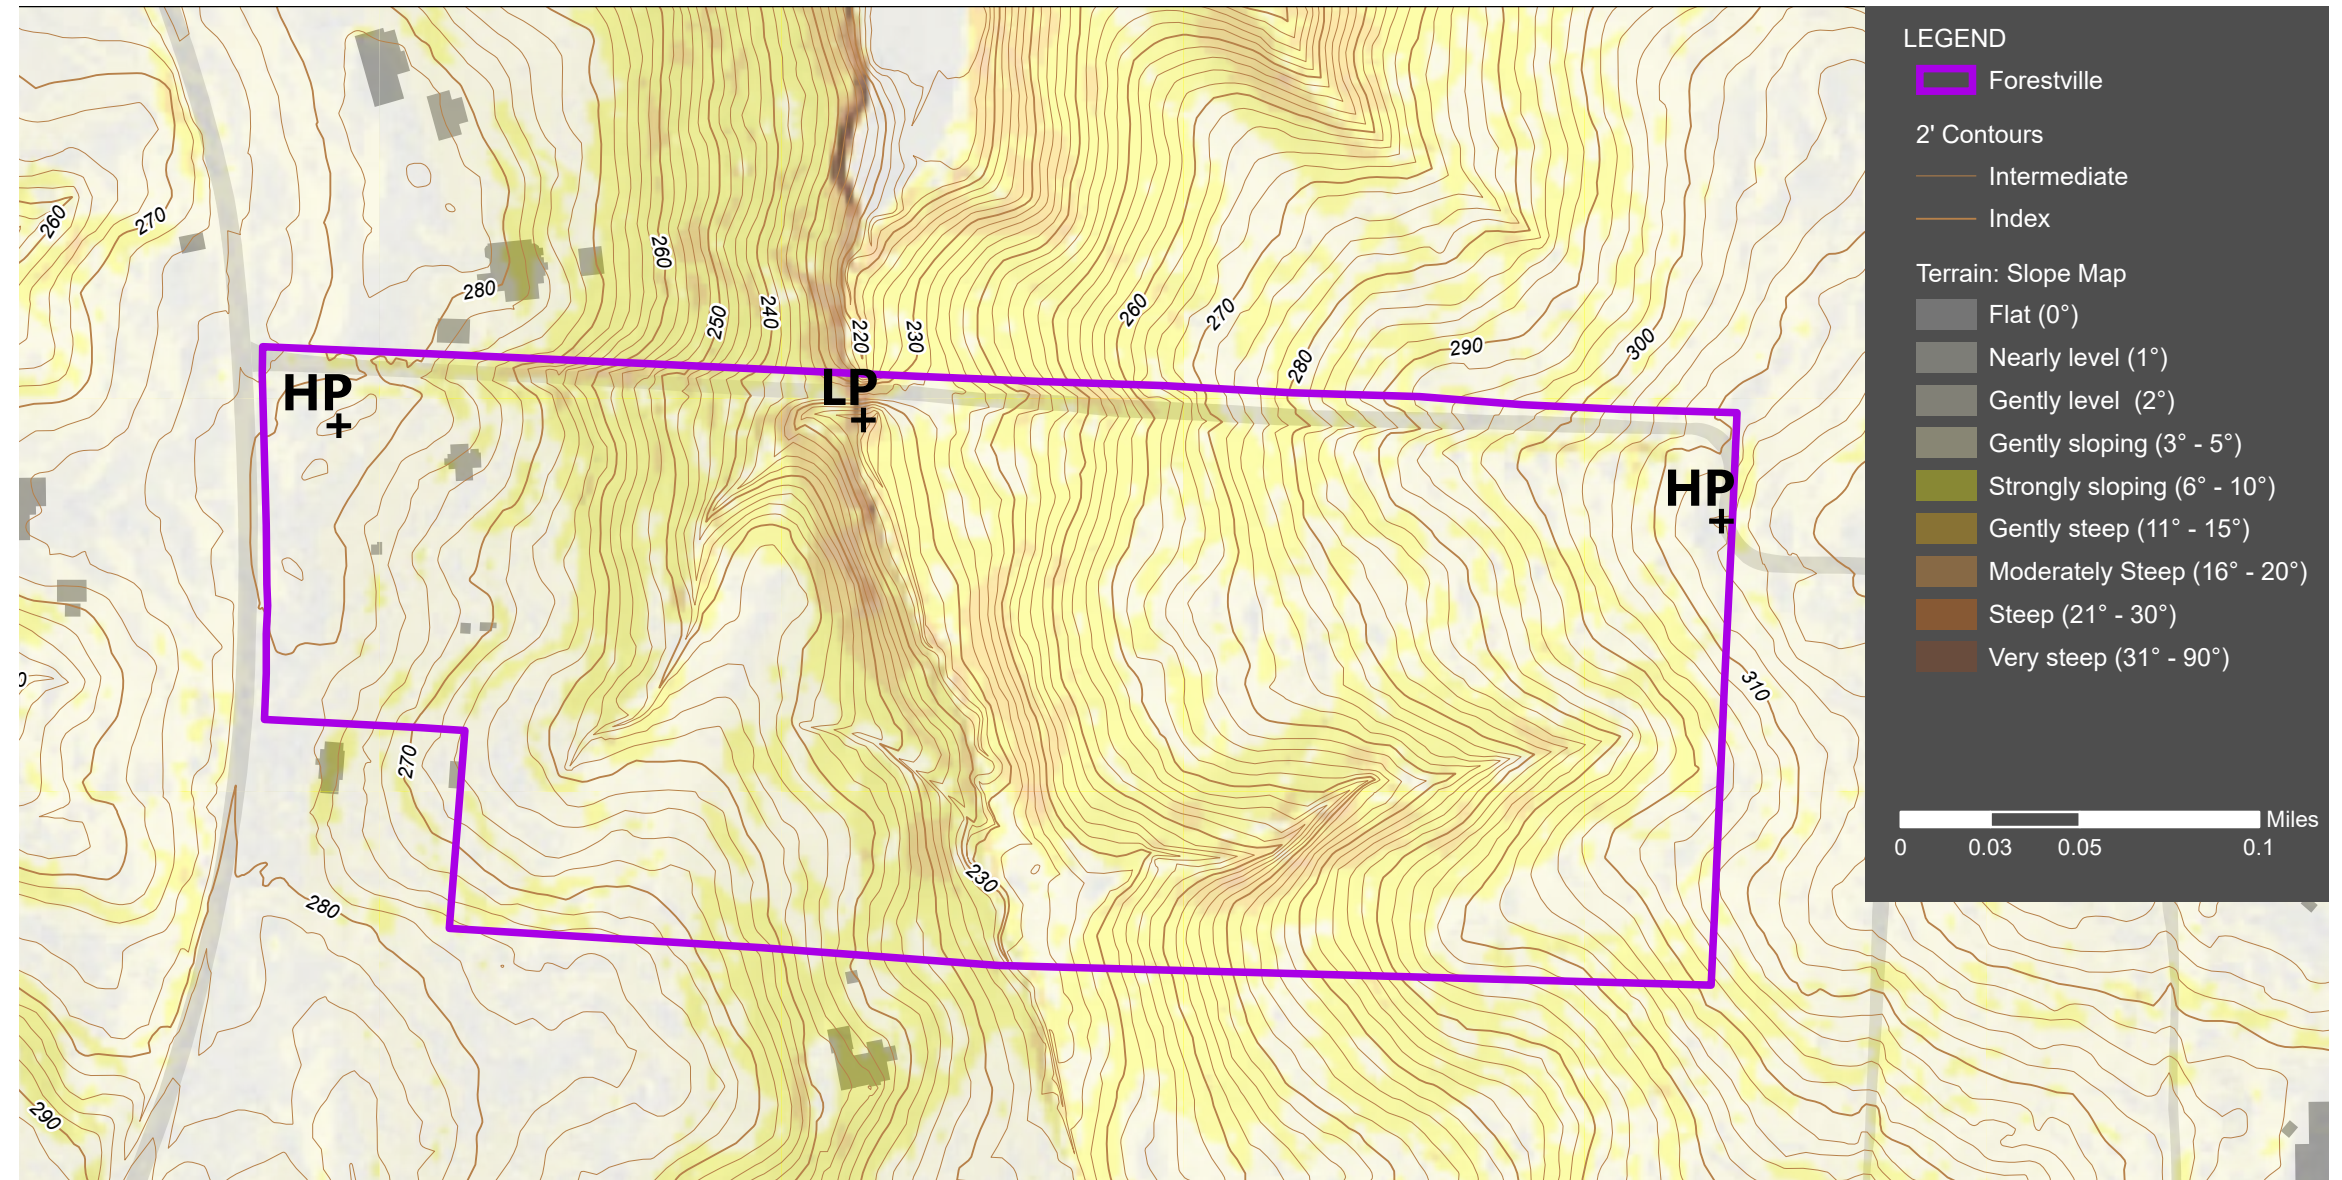 LEGEND
Forestville
2' Contours
Intermediate
Index
Terrain: Slope Map
Flat (0°)
Nearly level (1°)
Gently level (2°)
Gently sloping (3° - 5°)
Strongly sloping (6° - 10°)
Gently steep (11° - 15°)
Moderately Steep (16° - 20°)
Steep (21° - 30°)
Very steep (31° - 90°)
Miles
0 0.03 0.05 0.1
260
270
280
260
250
240
220
230
260
270
280
290
300
HP
LP
HP
310
0
270
280
230
290